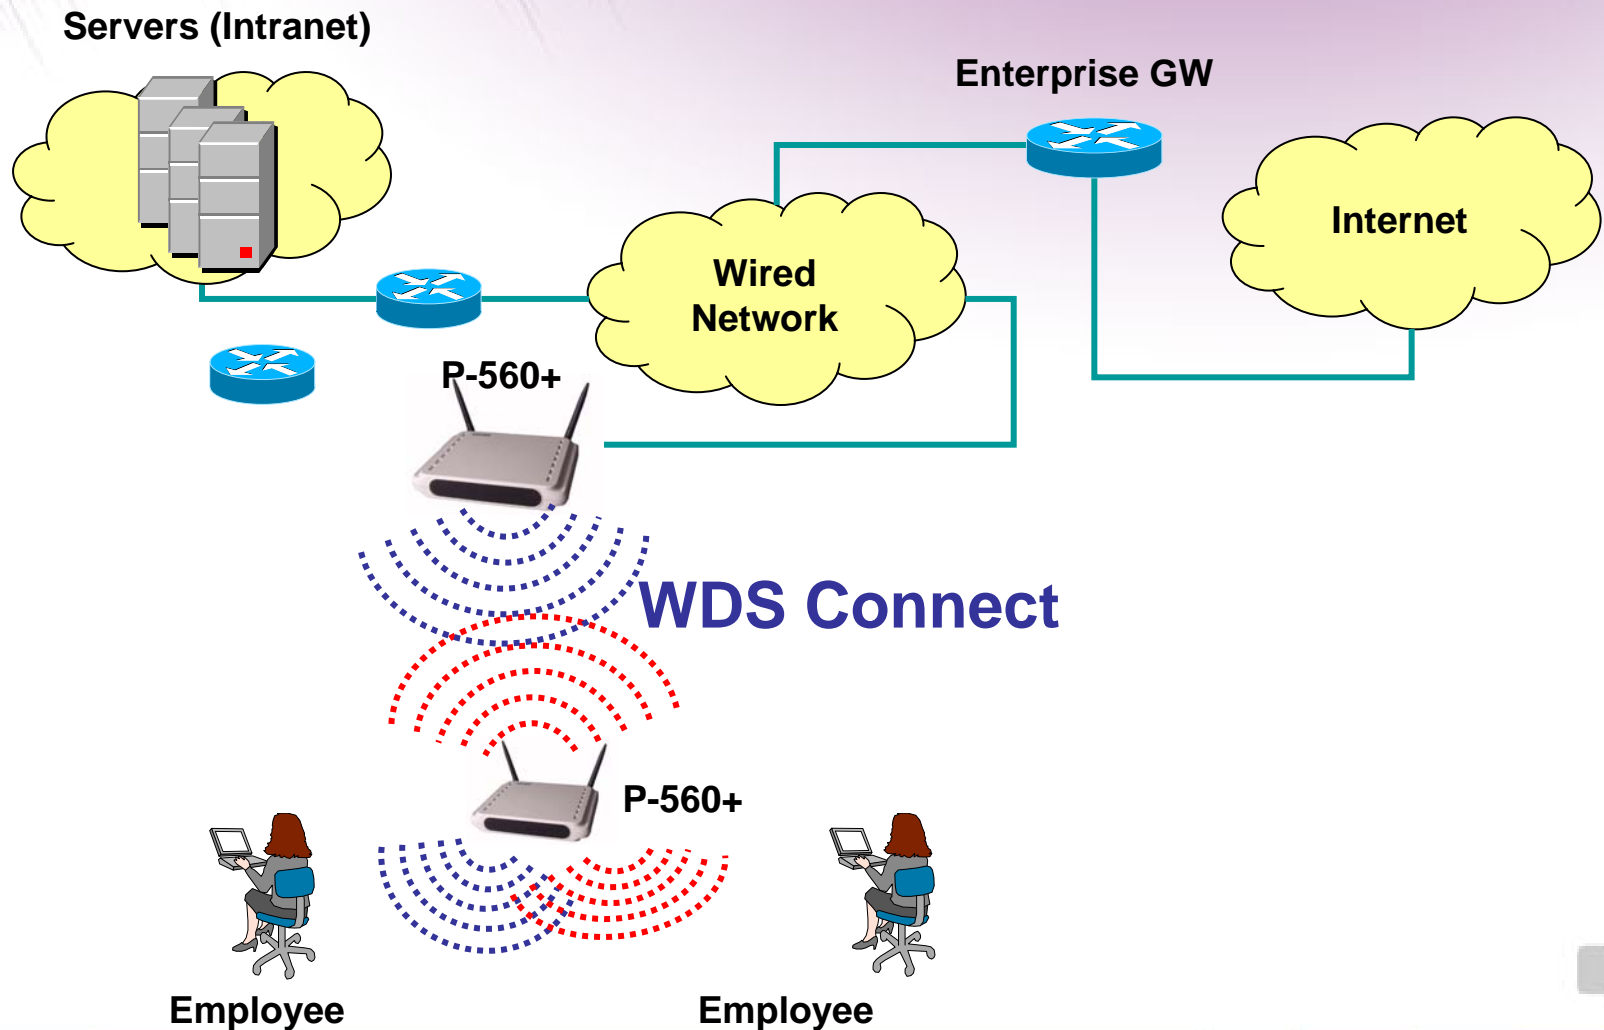 Servers (Intranet)
Enterprise GW
Internet
Wired
Network
P-560+
WDS Connect
P-560+
Employee
Employee